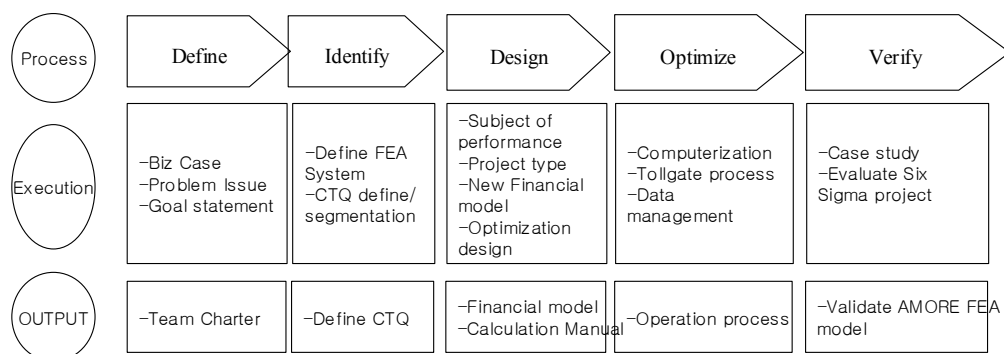 Process
Define
Identify
Design
Optimize
Verify
Execution
-Biz Case
-Problem Issue
-Goal statement
-Define FEA
System
-CTQ define/
segmentation
-Subject of
performance
-Project type
-New Financial
model
-Optimization
design
-Computerization
-Tollgate process
-Data
management
-Case study
-Evaluate Six
Sigma project
OUTPUT
-Team Charter
-Define CTQ
-Financial model
-Calculation Manual
-Operation process
-Validate AMORE FEA
model